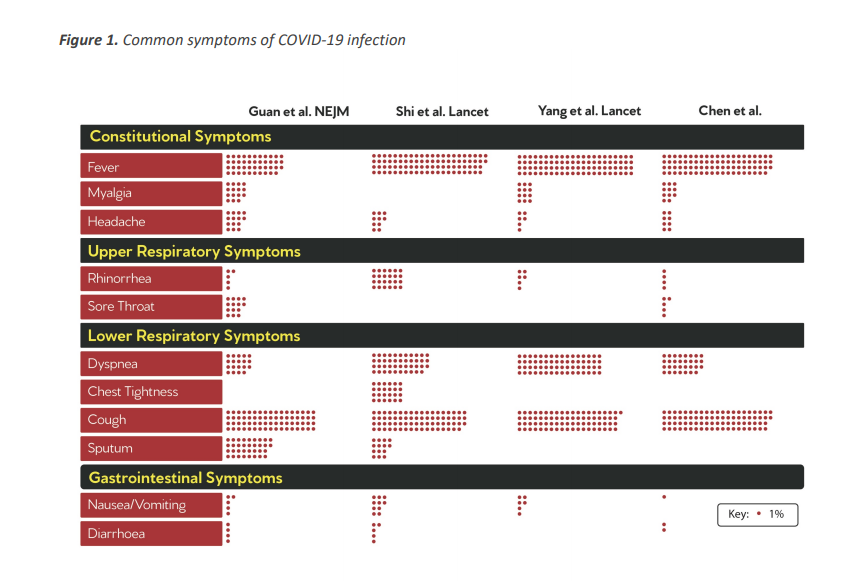 Figure 1. Common symptoms of COVID-19 infection
Guan et al. NEJM Shi et al. Lancet Yang et al. Lancet Chen et al.
Constitutional Symptoms
Fever
Myalgia
Headache
Upper Respiratory Symptoms
Rhinorrhea
Sore Throat
Lower Respiratory Symptoms
Dyspnea
Chest Tightness
Cough
Sputum
Gastrointestinal Symptoms
Nausea/Vomiting
Key: • 1%
Diarrhoea